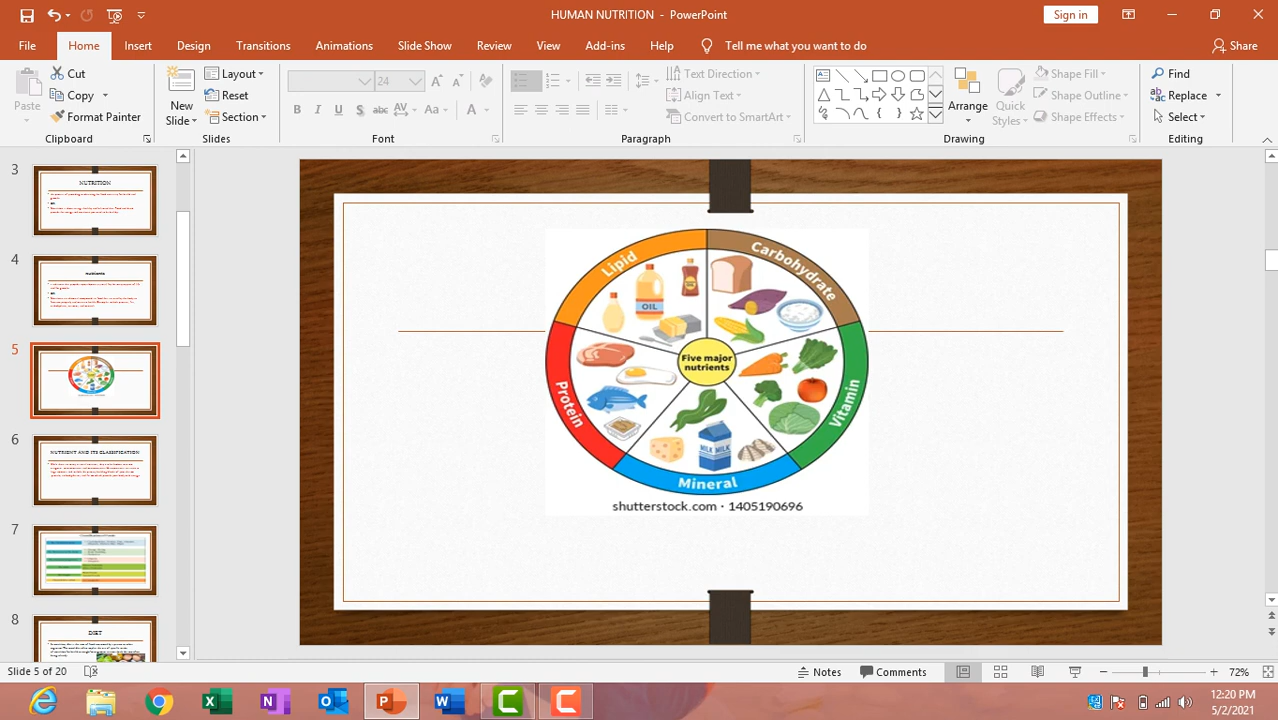 HUMAN NUTRITION - PowerPoint
Sign in
File Home Insert Design Transitions Animations Slide Show Review View Add-ins Help Tell me what you want to do Share
Paste
Cut
Copy
Format Painter
Clipboard
New
Slide
Layout
Reset
Section
Slides
24
B I U S abc AV Aa A
Font
Text Direction
Align Text
Convert to SmartArt
Paragraph
Arrange
Quick
Styles
Shape Fill
Shape Outline
Shape Effects
Drawing
Find
Replace
Select
Editing
3
NUTRITION
4
Nutrients
5
6
NUTRIENT AND ITS CLASSIFICATION
7
8
DIET
Lipid
Carbohydrate
OIL
Five major
nutrients
Protein
Vitamin
MILK MILK
Mineral
shutterstock.com · 1405190696
Slide 5 of 20
Notes
Comments
72%
12:20 PM
5/2/2021